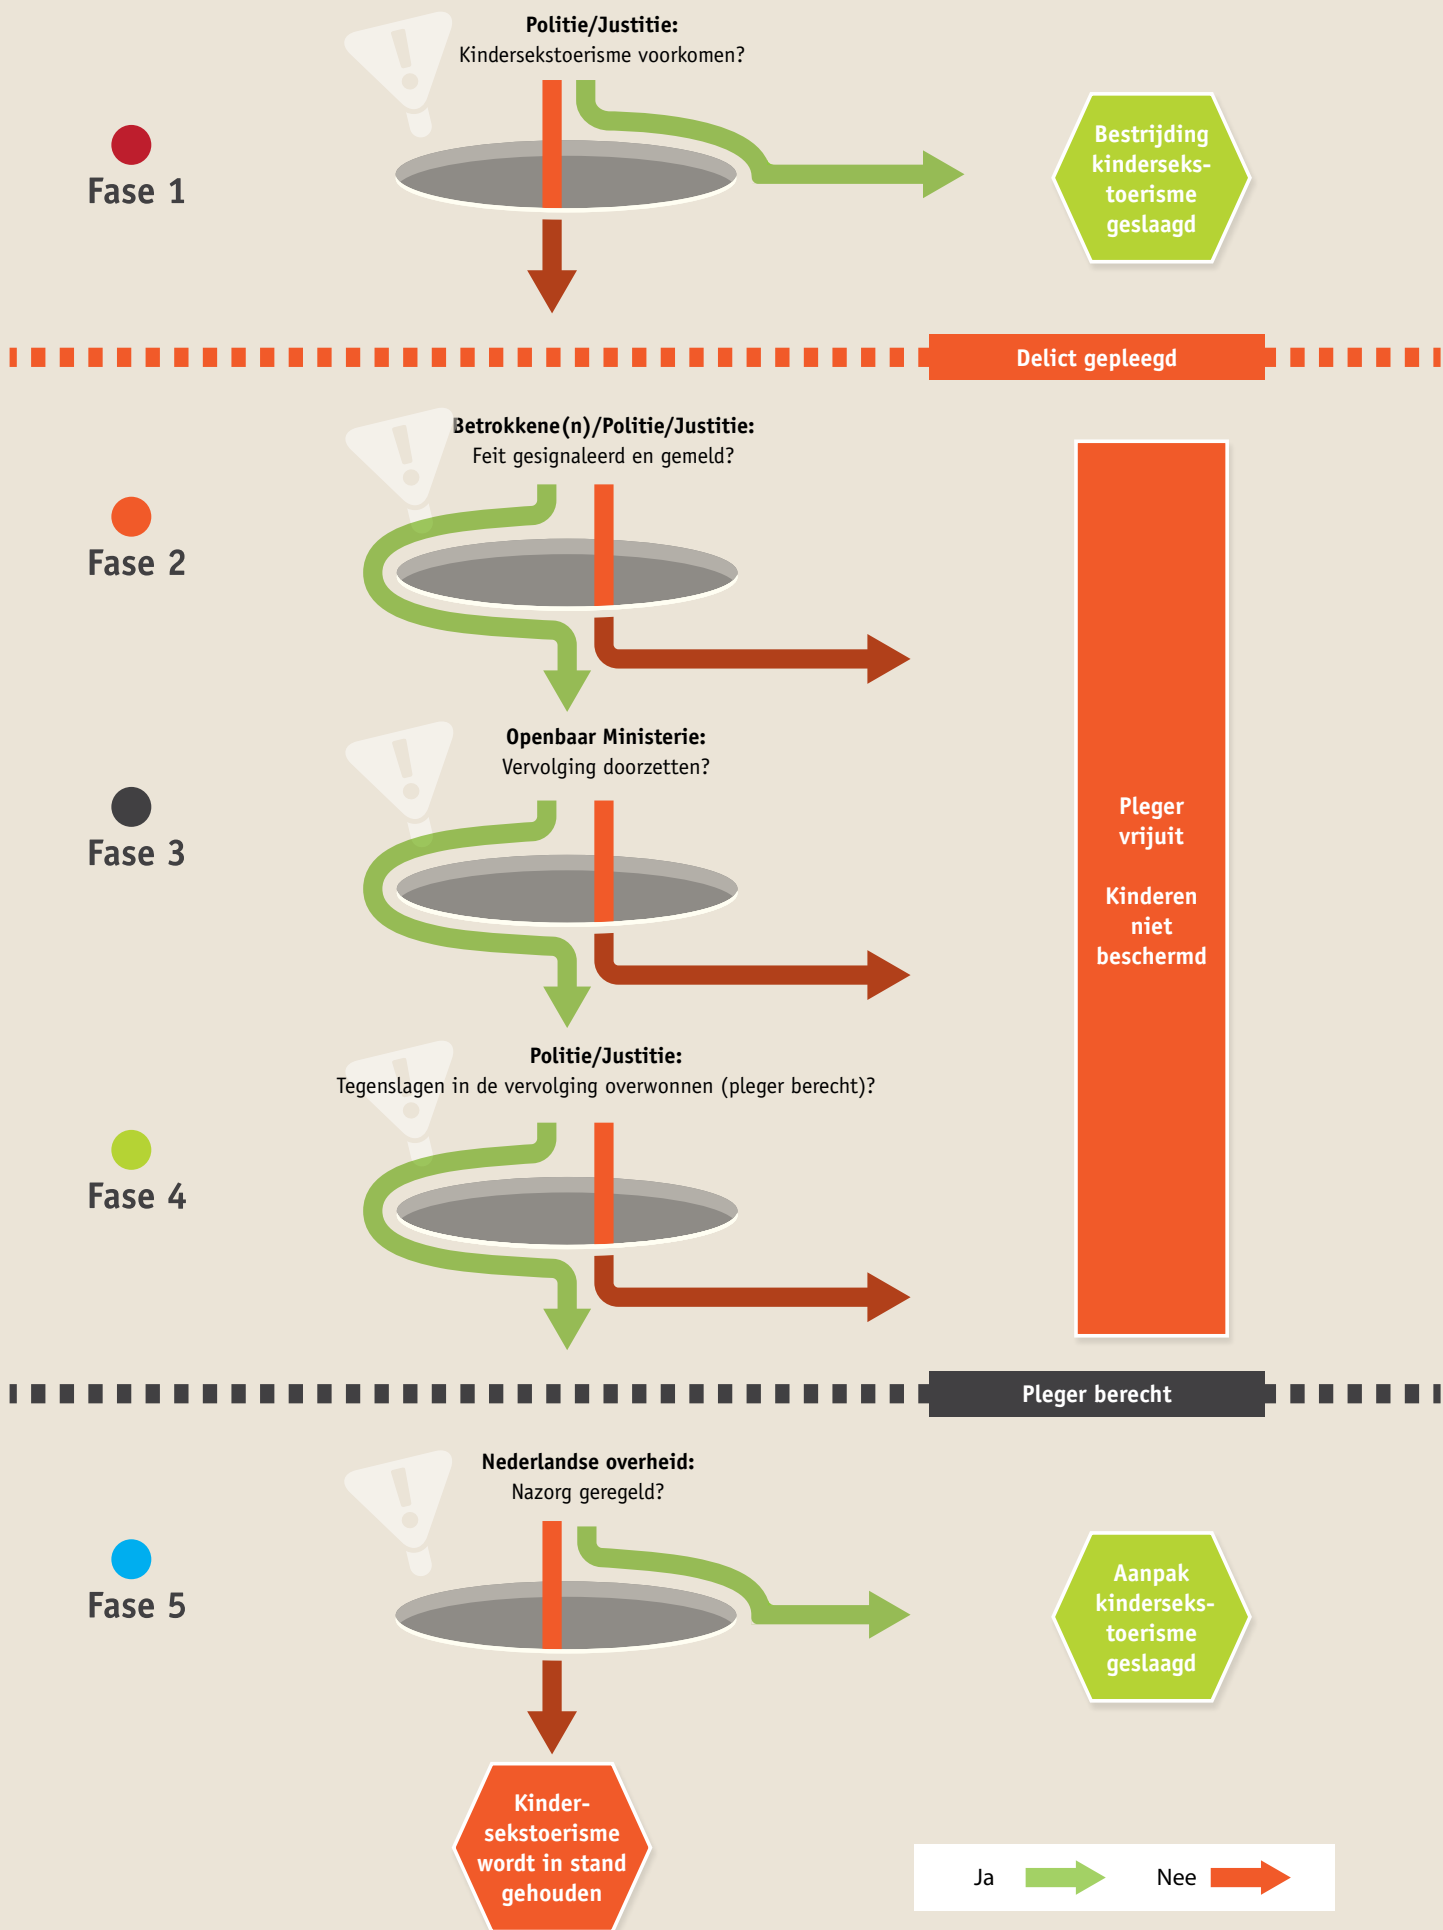 Politie/Justitie:
Kindersekstoerisme voorkomen?
Fase 1
Bestrijding
kinderseks-
toerisme
geslaagd
Delict gepleegd
Betrokkene(n)/Politie/Justitie:
Feit gesignaleerd en gemeld?
Fase 2
Openbaar Ministerie:
Vervolging doorzetten?
Fase 3
Pleger
vrijuit
Kinderen
niet
beschermd
Politie/Justitie:
Tegenslagen in de vervolging overwonnen (pleger berecht)?
Fase 4
Pleger berecht
Nederlandse overheid:
Nazorg geregeld?
Fase 5
Aanpak
kinderseks-
toerisme
geslaagd
Kinder-
sekstoerisme
wordt in stand
gehouden
Ja
Nee